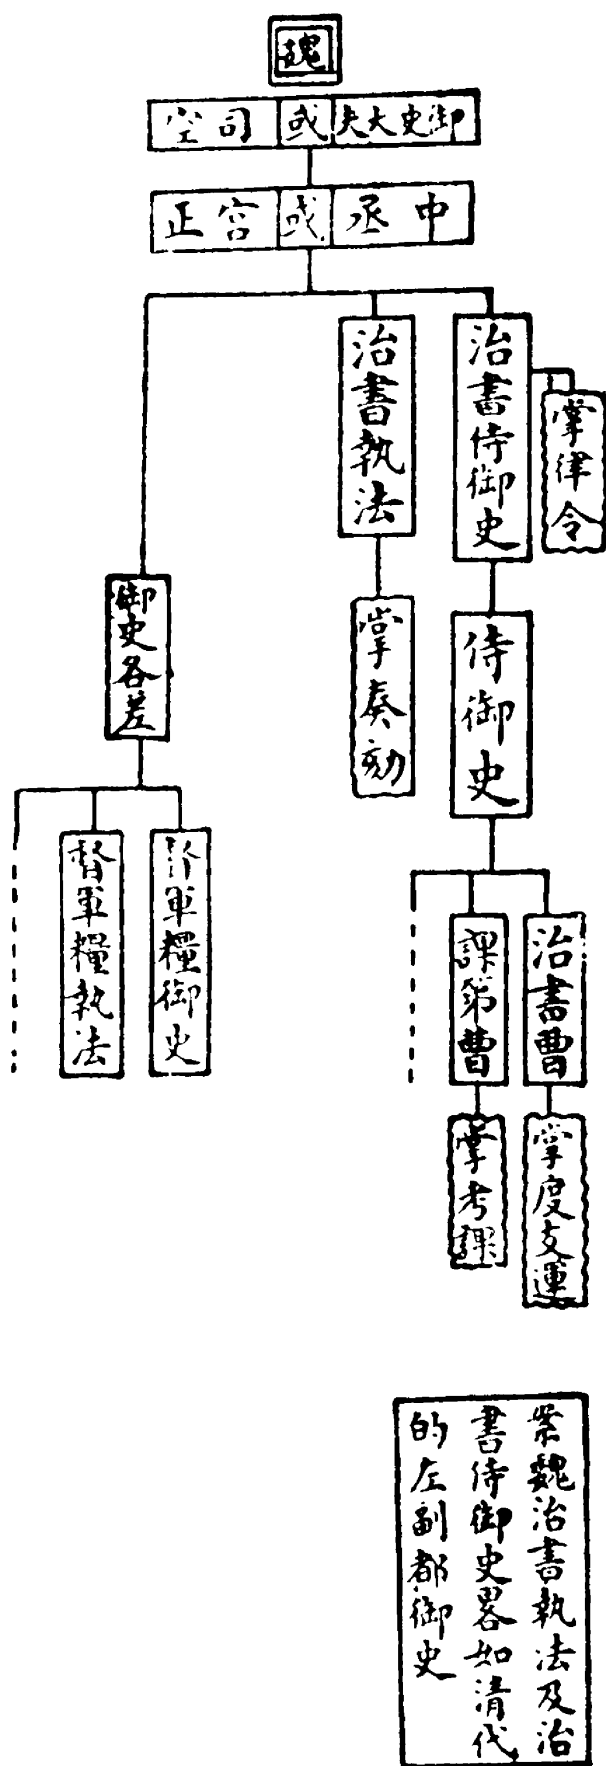 魏
御史大夫或司空
中丞或宮正
治書侍御史
掌律令
侍御史
治書曹
掌度支運
課第曹
掌考課
治書執法
掌奏劾
御史各差
督軍糧御史
督軍糧執法
案魏治書執法及治
書侍御史畧如清代
的左副都御史